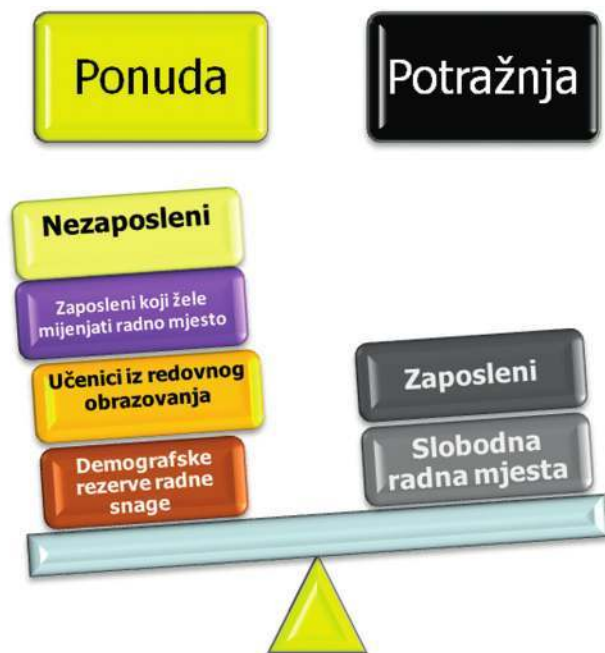 Ponuda
Potražnja
Nezaposleni
Zaposleni koji žele
mijenjati radno mjesto
Učenici iz redovnog
obrazovanja
Demografske
rezerve radne
snage
Zaposleni
Slobodna
radna mjesta